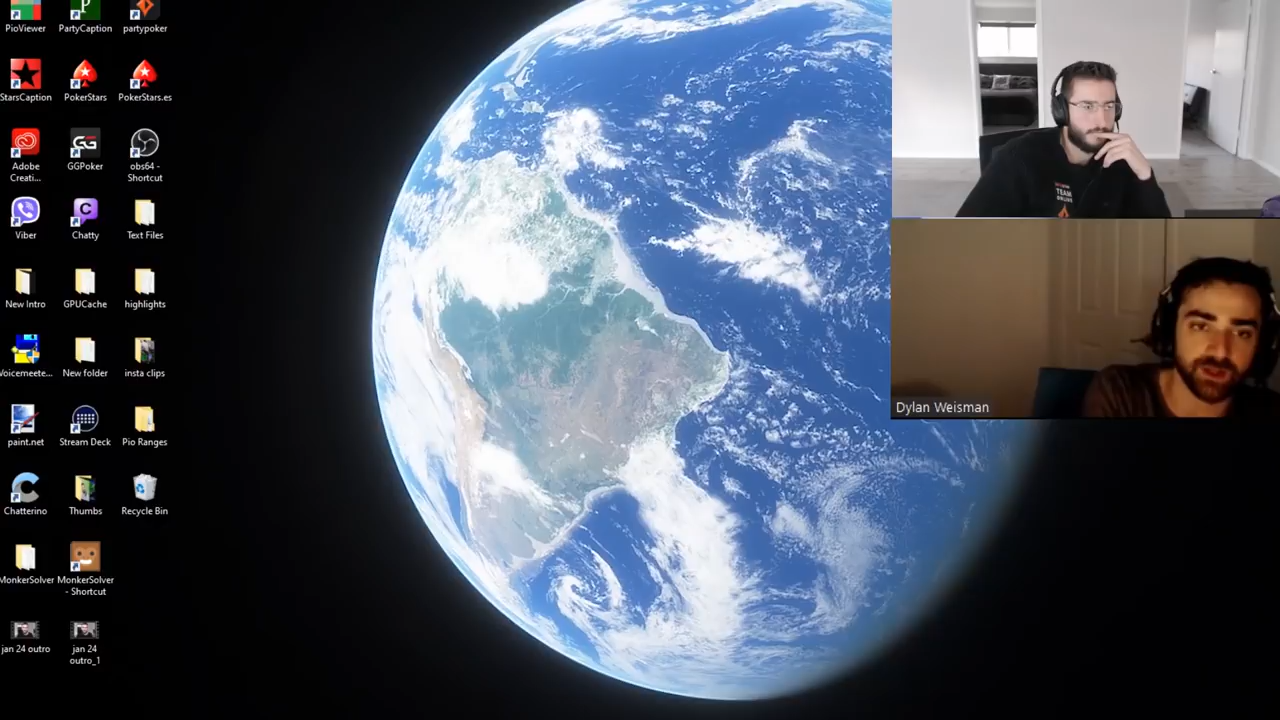 PioViewer
PartyCaption
partypoker
StarsCaption
PokerStars
PokerStars.es
Adobe
Creati...
GGPoker
obs64 -
Shortcut
Viber
Chatty
Text Files
New Intro
GPUCache
highlights
Voicemeete...
New folder
insta clips
paint.net
Stream Deck
Pio Ranges
Chatterino
Thumbs
Recycle Bin
MonkerSolver
MonkerSolver
- Shortcut
jan 24 outro
jan 24
outro_1
TEAM
ONLINE
Dylan Weisman